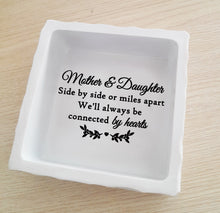 Mother & Daughter
Side by side or miles apart
We'll always be
connected by hearts